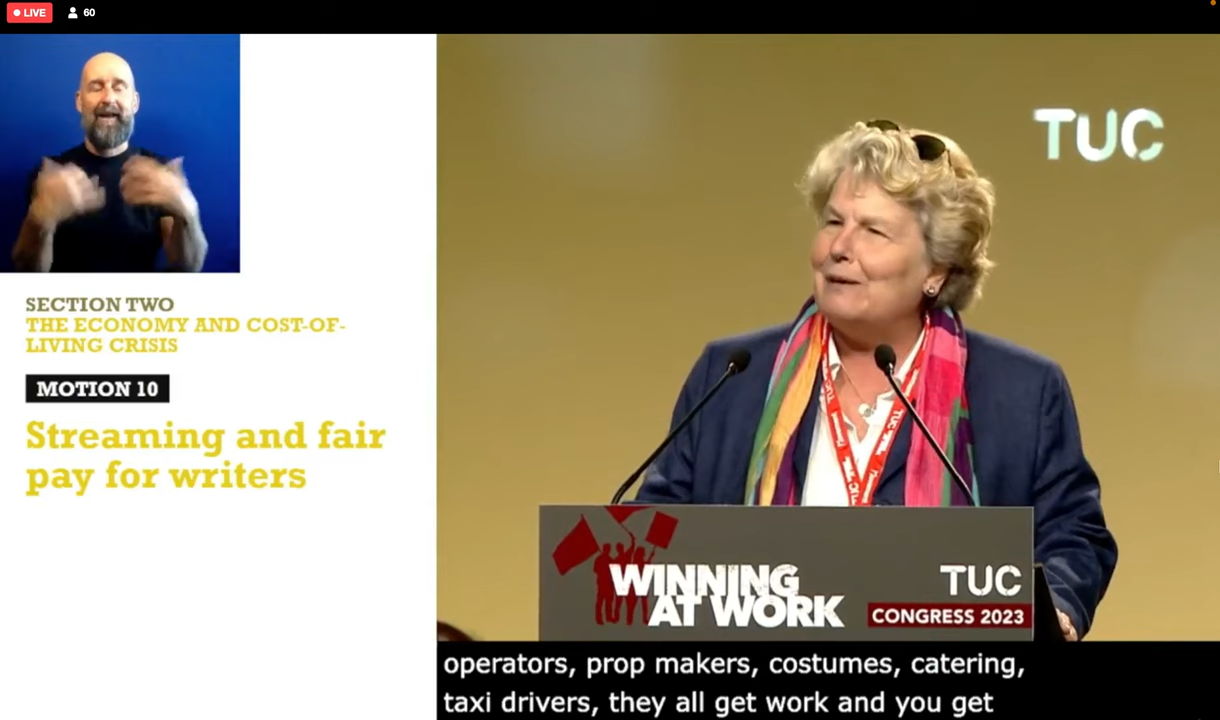 LIVE 60
SECTION TWO
THE ECONOMY AND COST-OF-
LIVING CRISIS
MOTION 10
Streaming and fair
pay for writers
TUC
TUC
WINNING
AT WORK
TUC
CONGRESS 2023
operators, prop makers, costumes, catering,
taxi drivers, they all get work and you get